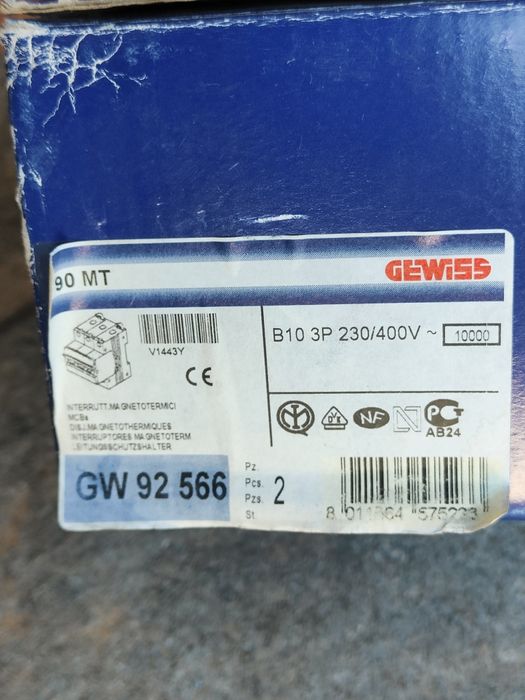 90 MT
GEWiSS
V1443Y
CE
B10 3P 230/400V ~ 10000
INTERRUTT.MAGNETOTERMICI
MCBs
DISJ.MAGNETOTHERMIQUES
INTERRUPTORES MAGNETOTERM
LEITUNGSSCHUTZSHALTER
NF
AB24
GW 92 566
Pz.
Pcs.
Pzs.
St
2